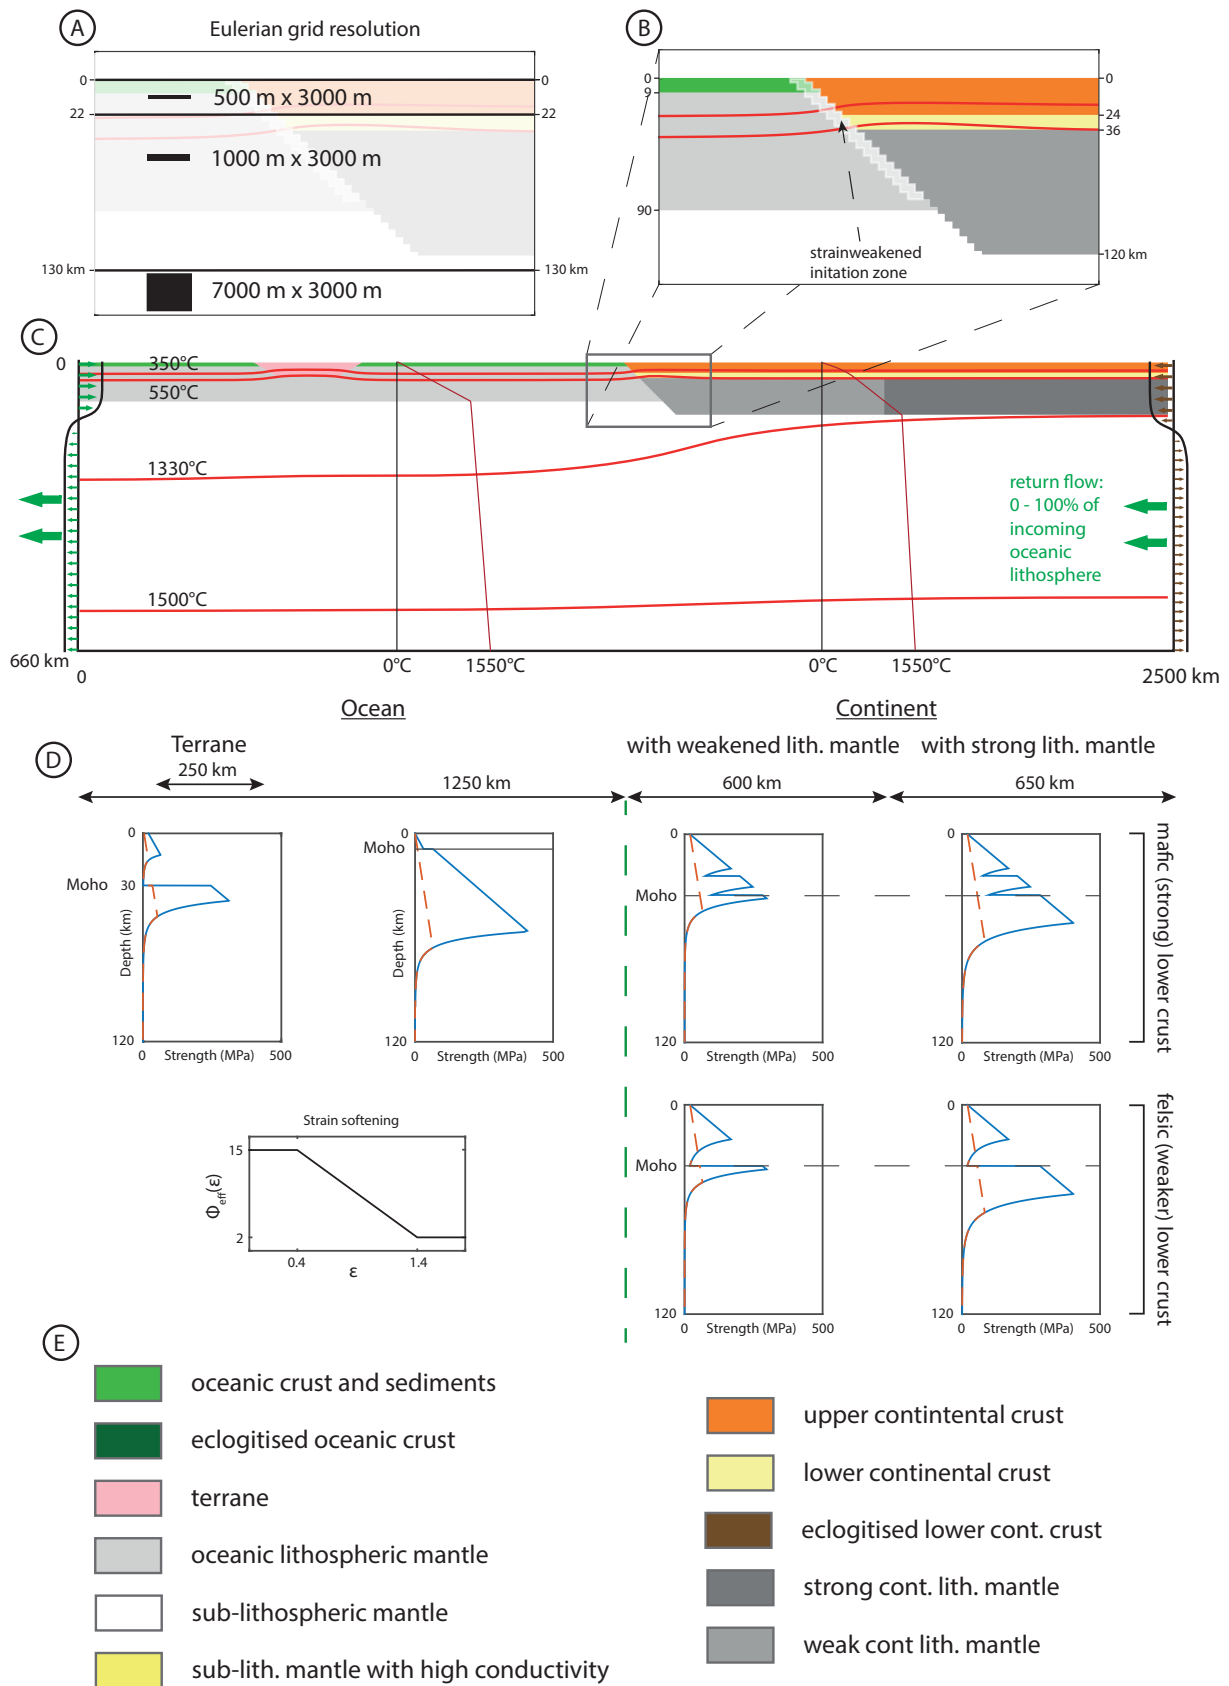 A
Eulerian grid resolution
0
0
500 m x 3000 m
22
1000 m x 3000 m
130 km
130 km
7000 m x 3000 m
B
0
0
9
24
36
90
120 km
strainweakened
initation zone
C
0
350°C
550°C
1330°C
1500°C
return flow:
0 - 100% of
incoming
oceanic
lithosphere
660 km
0
0°C
1550°C
0°C
1550°C
2500 km
Ocean
Continent
D
Terrane
250 km
1250 km
with weakened lith. mantle
600 km
with strong lith. mantle
650 km
0
Moho
30
Depth (km)
120
0
Strength (MPa)
500
0
Moho
Depth (km)
120
0
Strength (MPa)
500
0
Moho
120
0
Strength (MPa)
500
0
120
0
Strength (MPa)
500
mafic (strong) lower crust
Strain softening
15
Φeff(ε)
2
0.4
1.4
ε
0
Moho
120
0
Strength (MPa)
500
0
120
0
Strength (MPa)
500
felsic (weaker) lower crust
E
oceanic crust and sediments
eclogitised oceanic crust
terrane
oceanic lithospheric mantle
sub-lithospheric mantle
sub-lith. mantle with high conductivity
upper contintental crust
lower continental crust
eclogitised lower cont. crust
strong cont. lith. mantle
weak cont lith. mantle